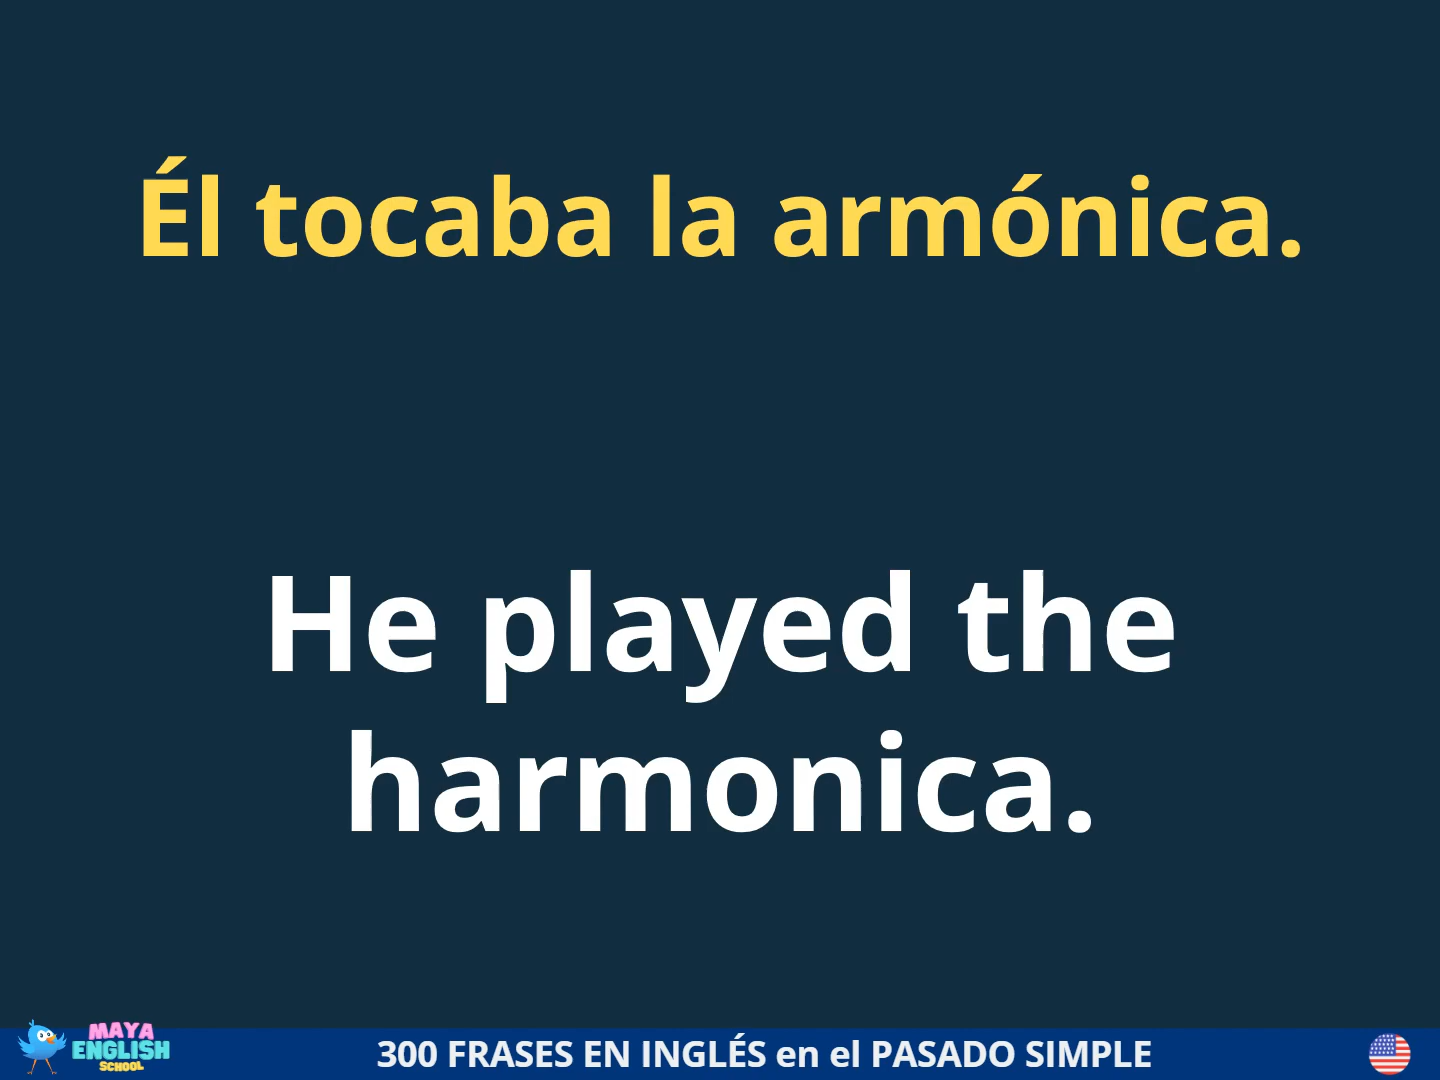 Él tocaba la armónica.
He played the
harmonica.
MAYA
ENGLISH
SCHOOL
300 FRASES EN INGLÉS en el PASADO SIMPLE